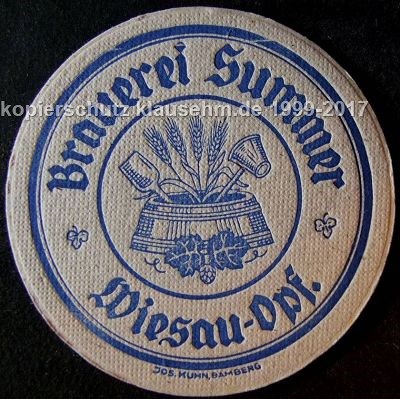 Brauerei Summer
kopierschutz klausehm.de 1999-2017
Wiesau-Opf.
JOS. KUHN, BAMBERG